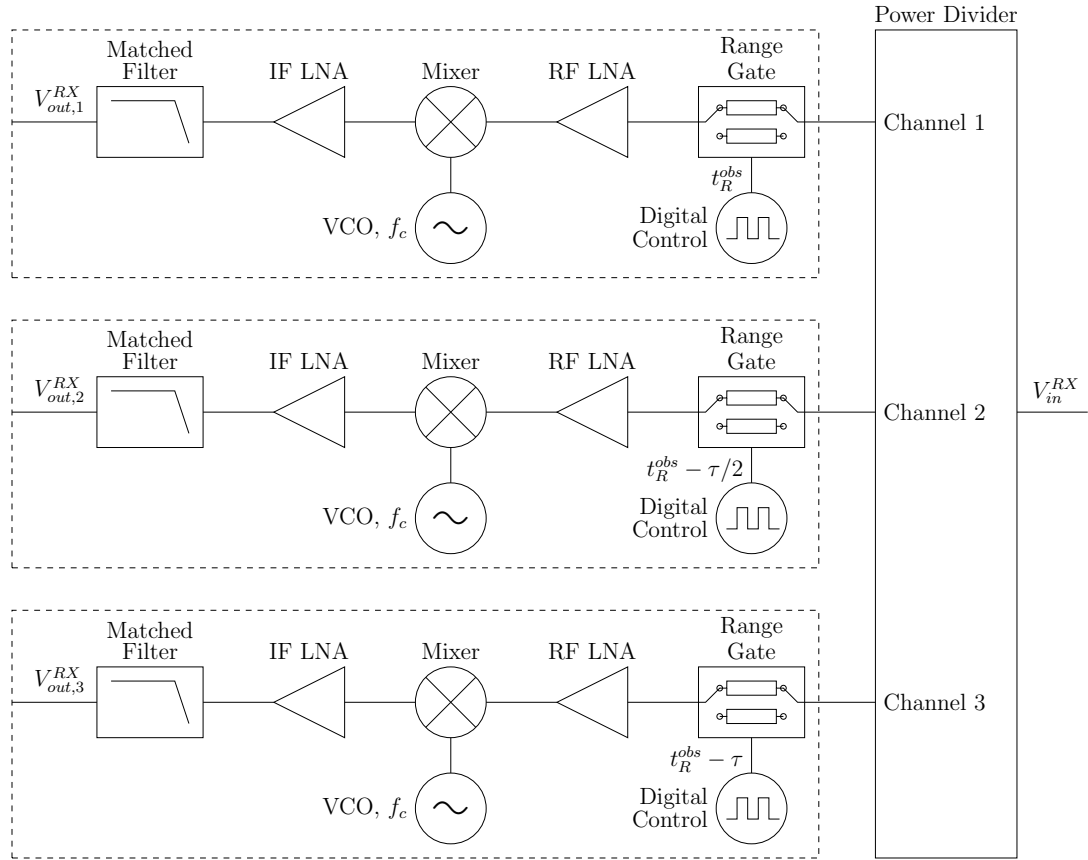 Power Divider
Matched
Filter
IF LNA
Mixer
RF LNA
Range
Gate
$V_{out,1}^{RX}$
Channel 1
$t_R^{obs}$
VCO, $f_c$
Digital
Control
Matched
Filter
IF LNA
Mixer
RF LNA
Range
Gate
$V_{out,2}^{RX}$
Channel 2
$V_{in}^{RX}$
$t_R^{obs} - \tau/2$
VCO, $f_c$
Digital
Control
Matched
Filter
IF LNA
Mixer
RF LNA
Range
Gate
$V_{out,3}^{RX}$
Channel 3
$t_R^{obs} - \tau$
VCO, $f_c$
Digital
Control